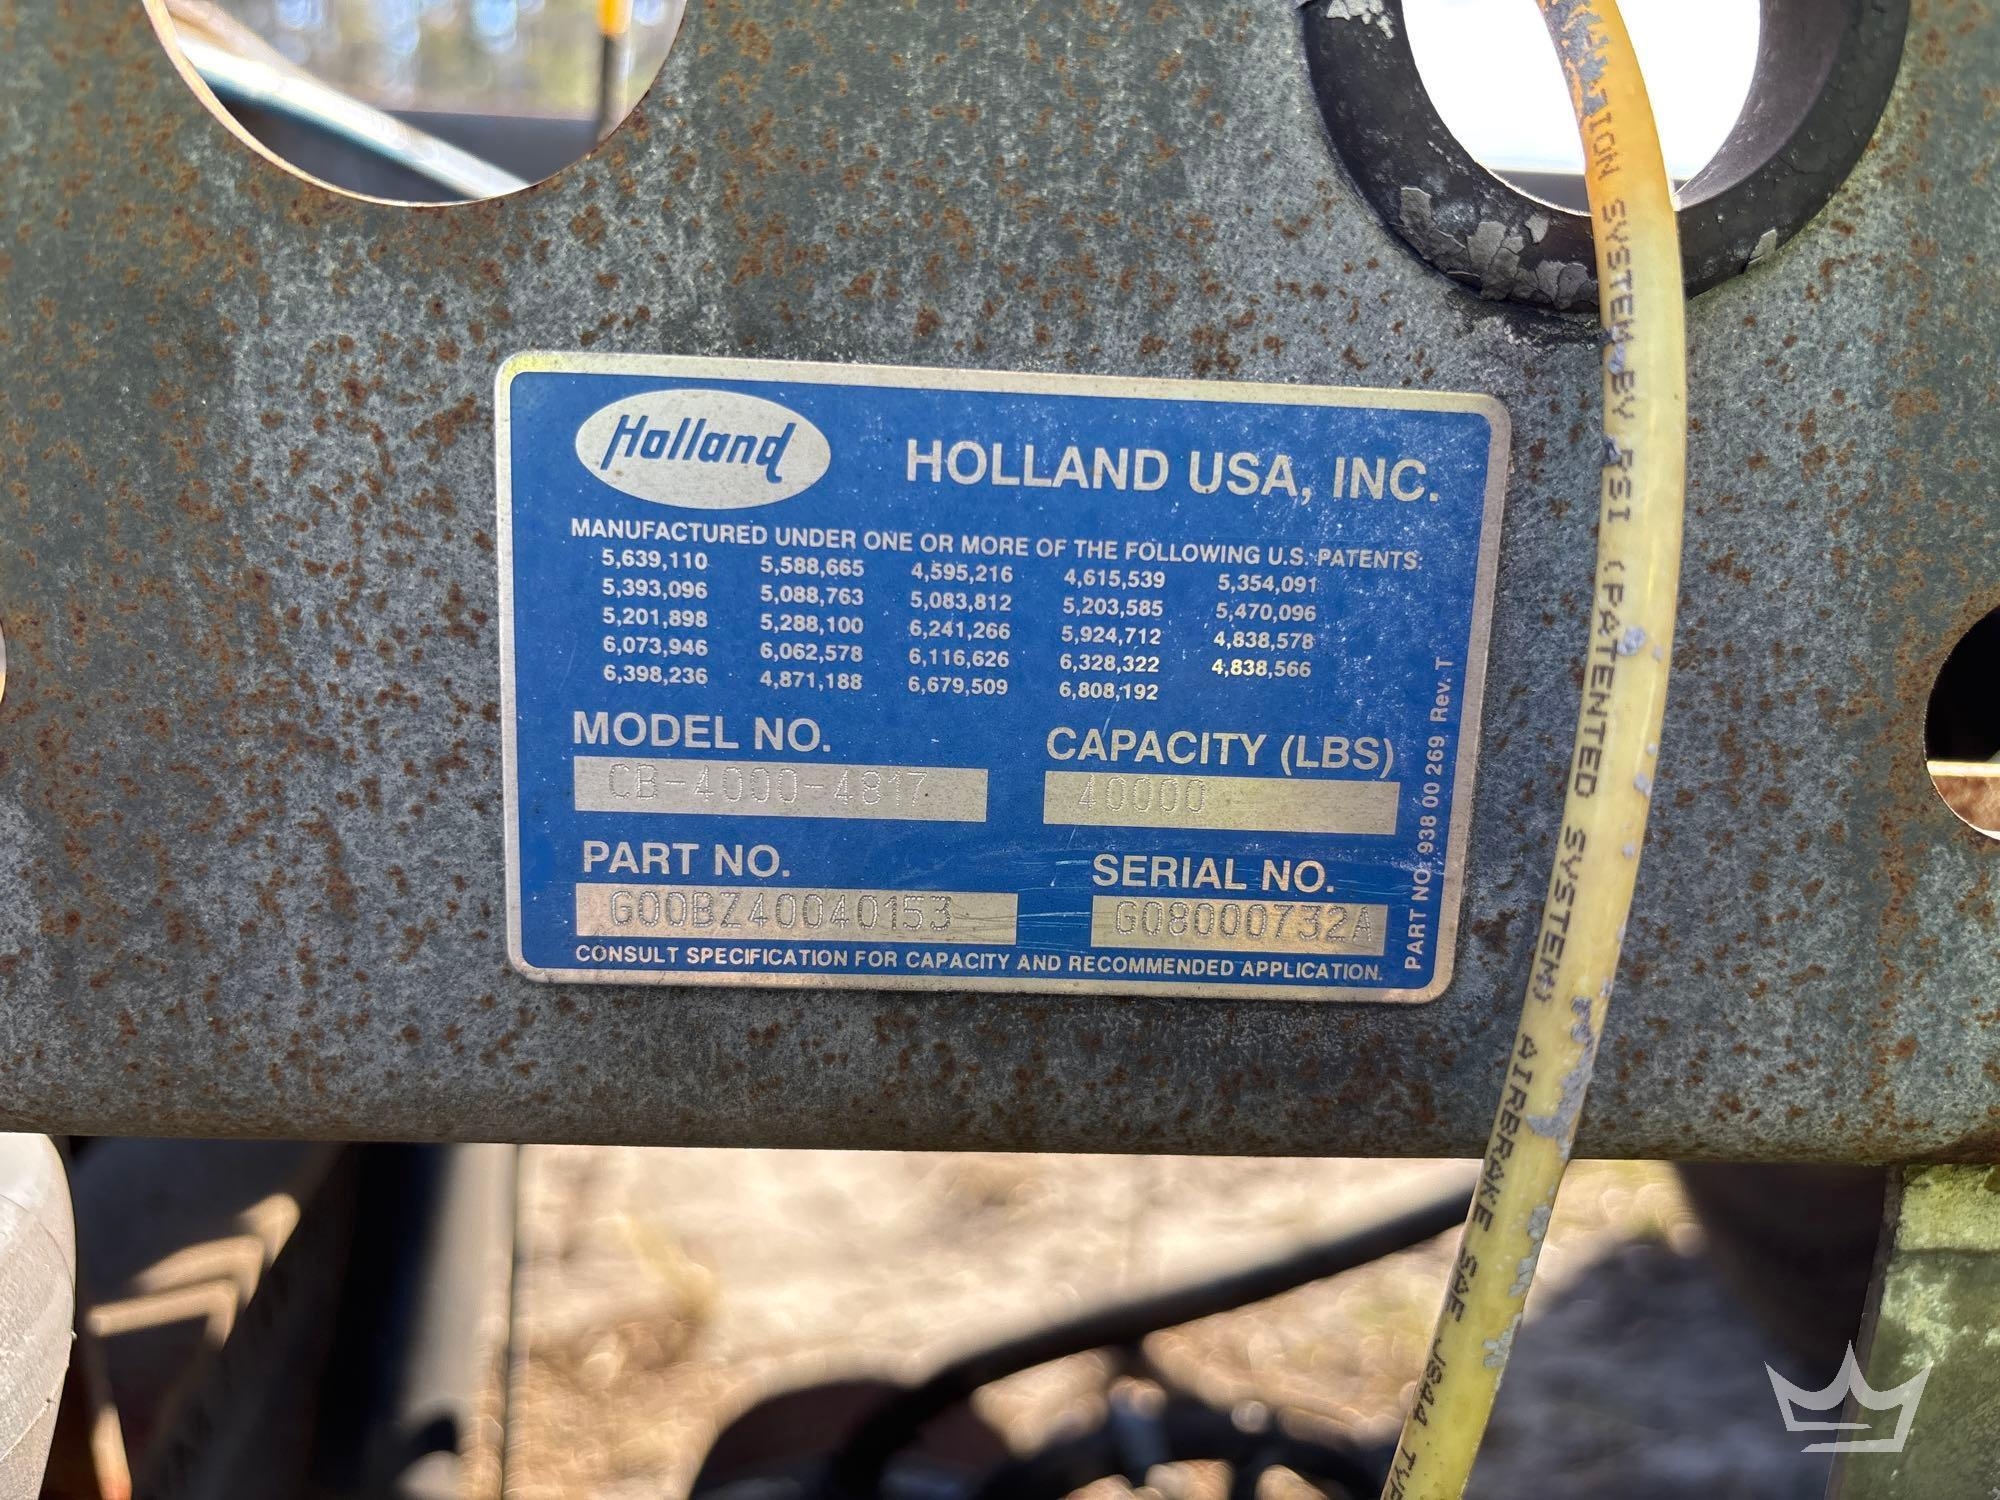 Holland
HOLLAND USA, INC.
MANUFACTURED UNDER ONE OR MORE OF THE FOLLOWING U.S. PATENTS:
5,639,110 5,588,665 4,595,216 4,615,539 5,354,091
5,393,096 5,088,763 5,083,812 5,203,585 5,470,096
5,201,898 5,288,100 6,241,266 5,924,712 4,838,578
6,073,946 6,062,578 6,116,626 6,328,322 4,838,566
6,398,236 4,871,188 6,679,509 6,808,192
MODEL NO. CAPACITY (LBS)
CB-4000-4817 40000
PART NO. SERIAL NO.
G00BZ40040153 G08000732A
CONSULT SPECIFICATION FOR CAPACITY AND RECOMMENDED APPLICATION.
PART NO. 938 00 269 Rev. T
SYSTEM BY PSI (PATENTED SYSTEM) AIRBRAKE SAE J844